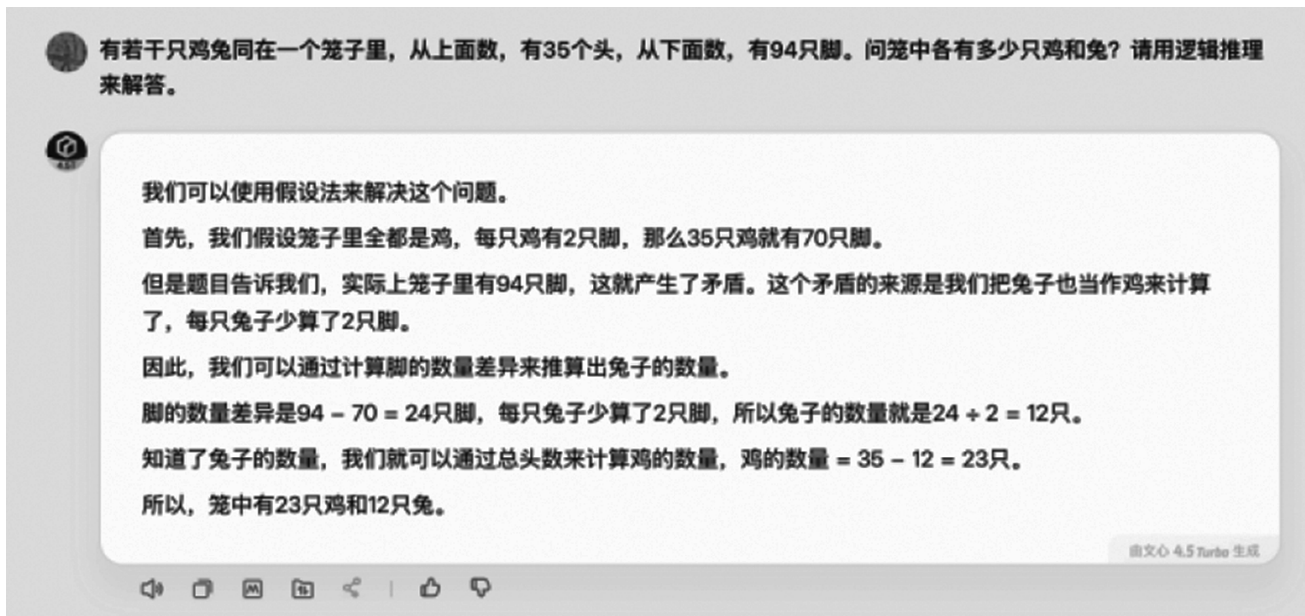 有若干只鸡兔同在一个笼子里，从上面数，有35个头，从下面数，有94只脚。问笼中各有多少只鸡和兔？请用逻辑推理
来解答。
我们可以使用假设法来解决这个问题。
首先，我们假设笼子里全都是鸡，每只鸡有2只脚，那么35只鸡就有70只脚。
但是题目告诉我们，实际上笼子里有94只脚，这就产生了矛盾。这个矛盾的来源是我们把兔子也当作鸡来计算
了，每只兔子少算了2只脚。
因此，我们可以通过计算脚的数量差异来推算出兔子的数量。
脚的数量差异是94 – 70 = 24只脚，每只兔子少算了2只脚，所以兔子的数量就是24 ÷ 2 = 12只。
知道了兔子的数量，我们就可以通过总头数来计算鸡的数量，鸡的数量 = 35 – 12 = 23只。
所以，笼中有23只鸡和12只兔。
由文心 4.5 Turbo 生成